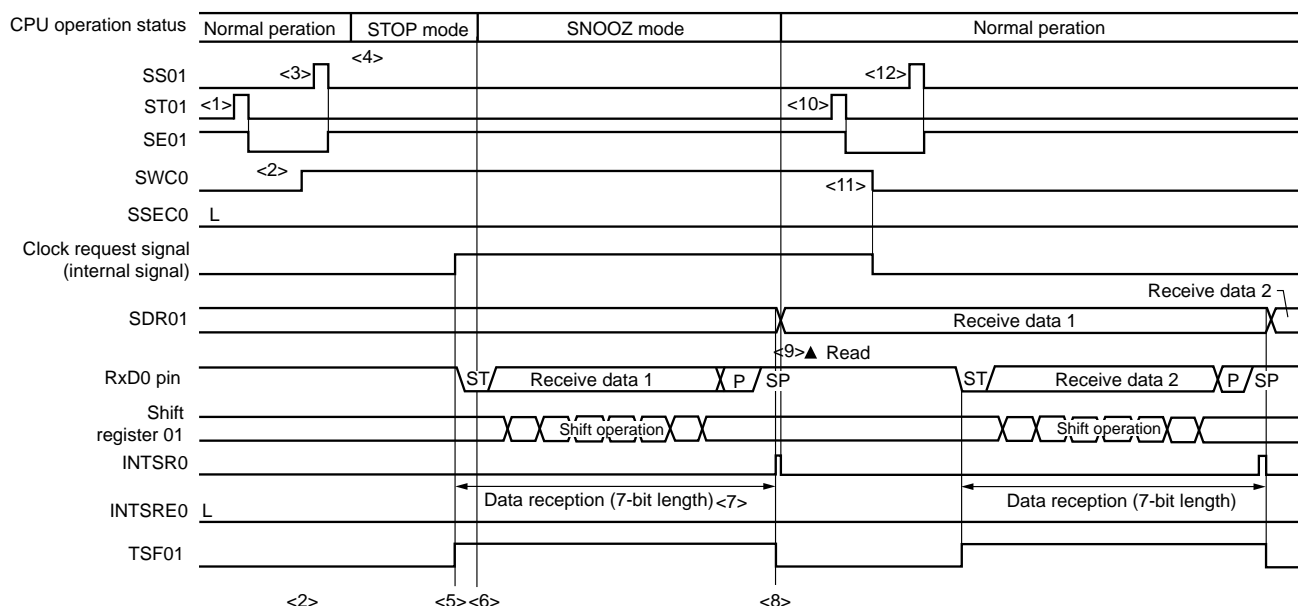 CPU operation status Normal peration STOP mode SNOOZ mode Normal peration
<4>
SS01 <3> <12>
ST01 <1> <10>
SE01
SWC0 <2> <11>
SSEC0 L
Clock request signal
(internal signal)
Receive data 2
SDR01 Receive data 1
<9>▲ Read
RxD0 pin ST Receive data 1 P SP ST Receive data 2 P SP
Shift
register 01 Shift operation Shift operation
INTSR0
Data reception (7-bit length) <7> Data reception (7-bit length)
INTSRE0 L
TSF01
<2> <5> <6> <8>